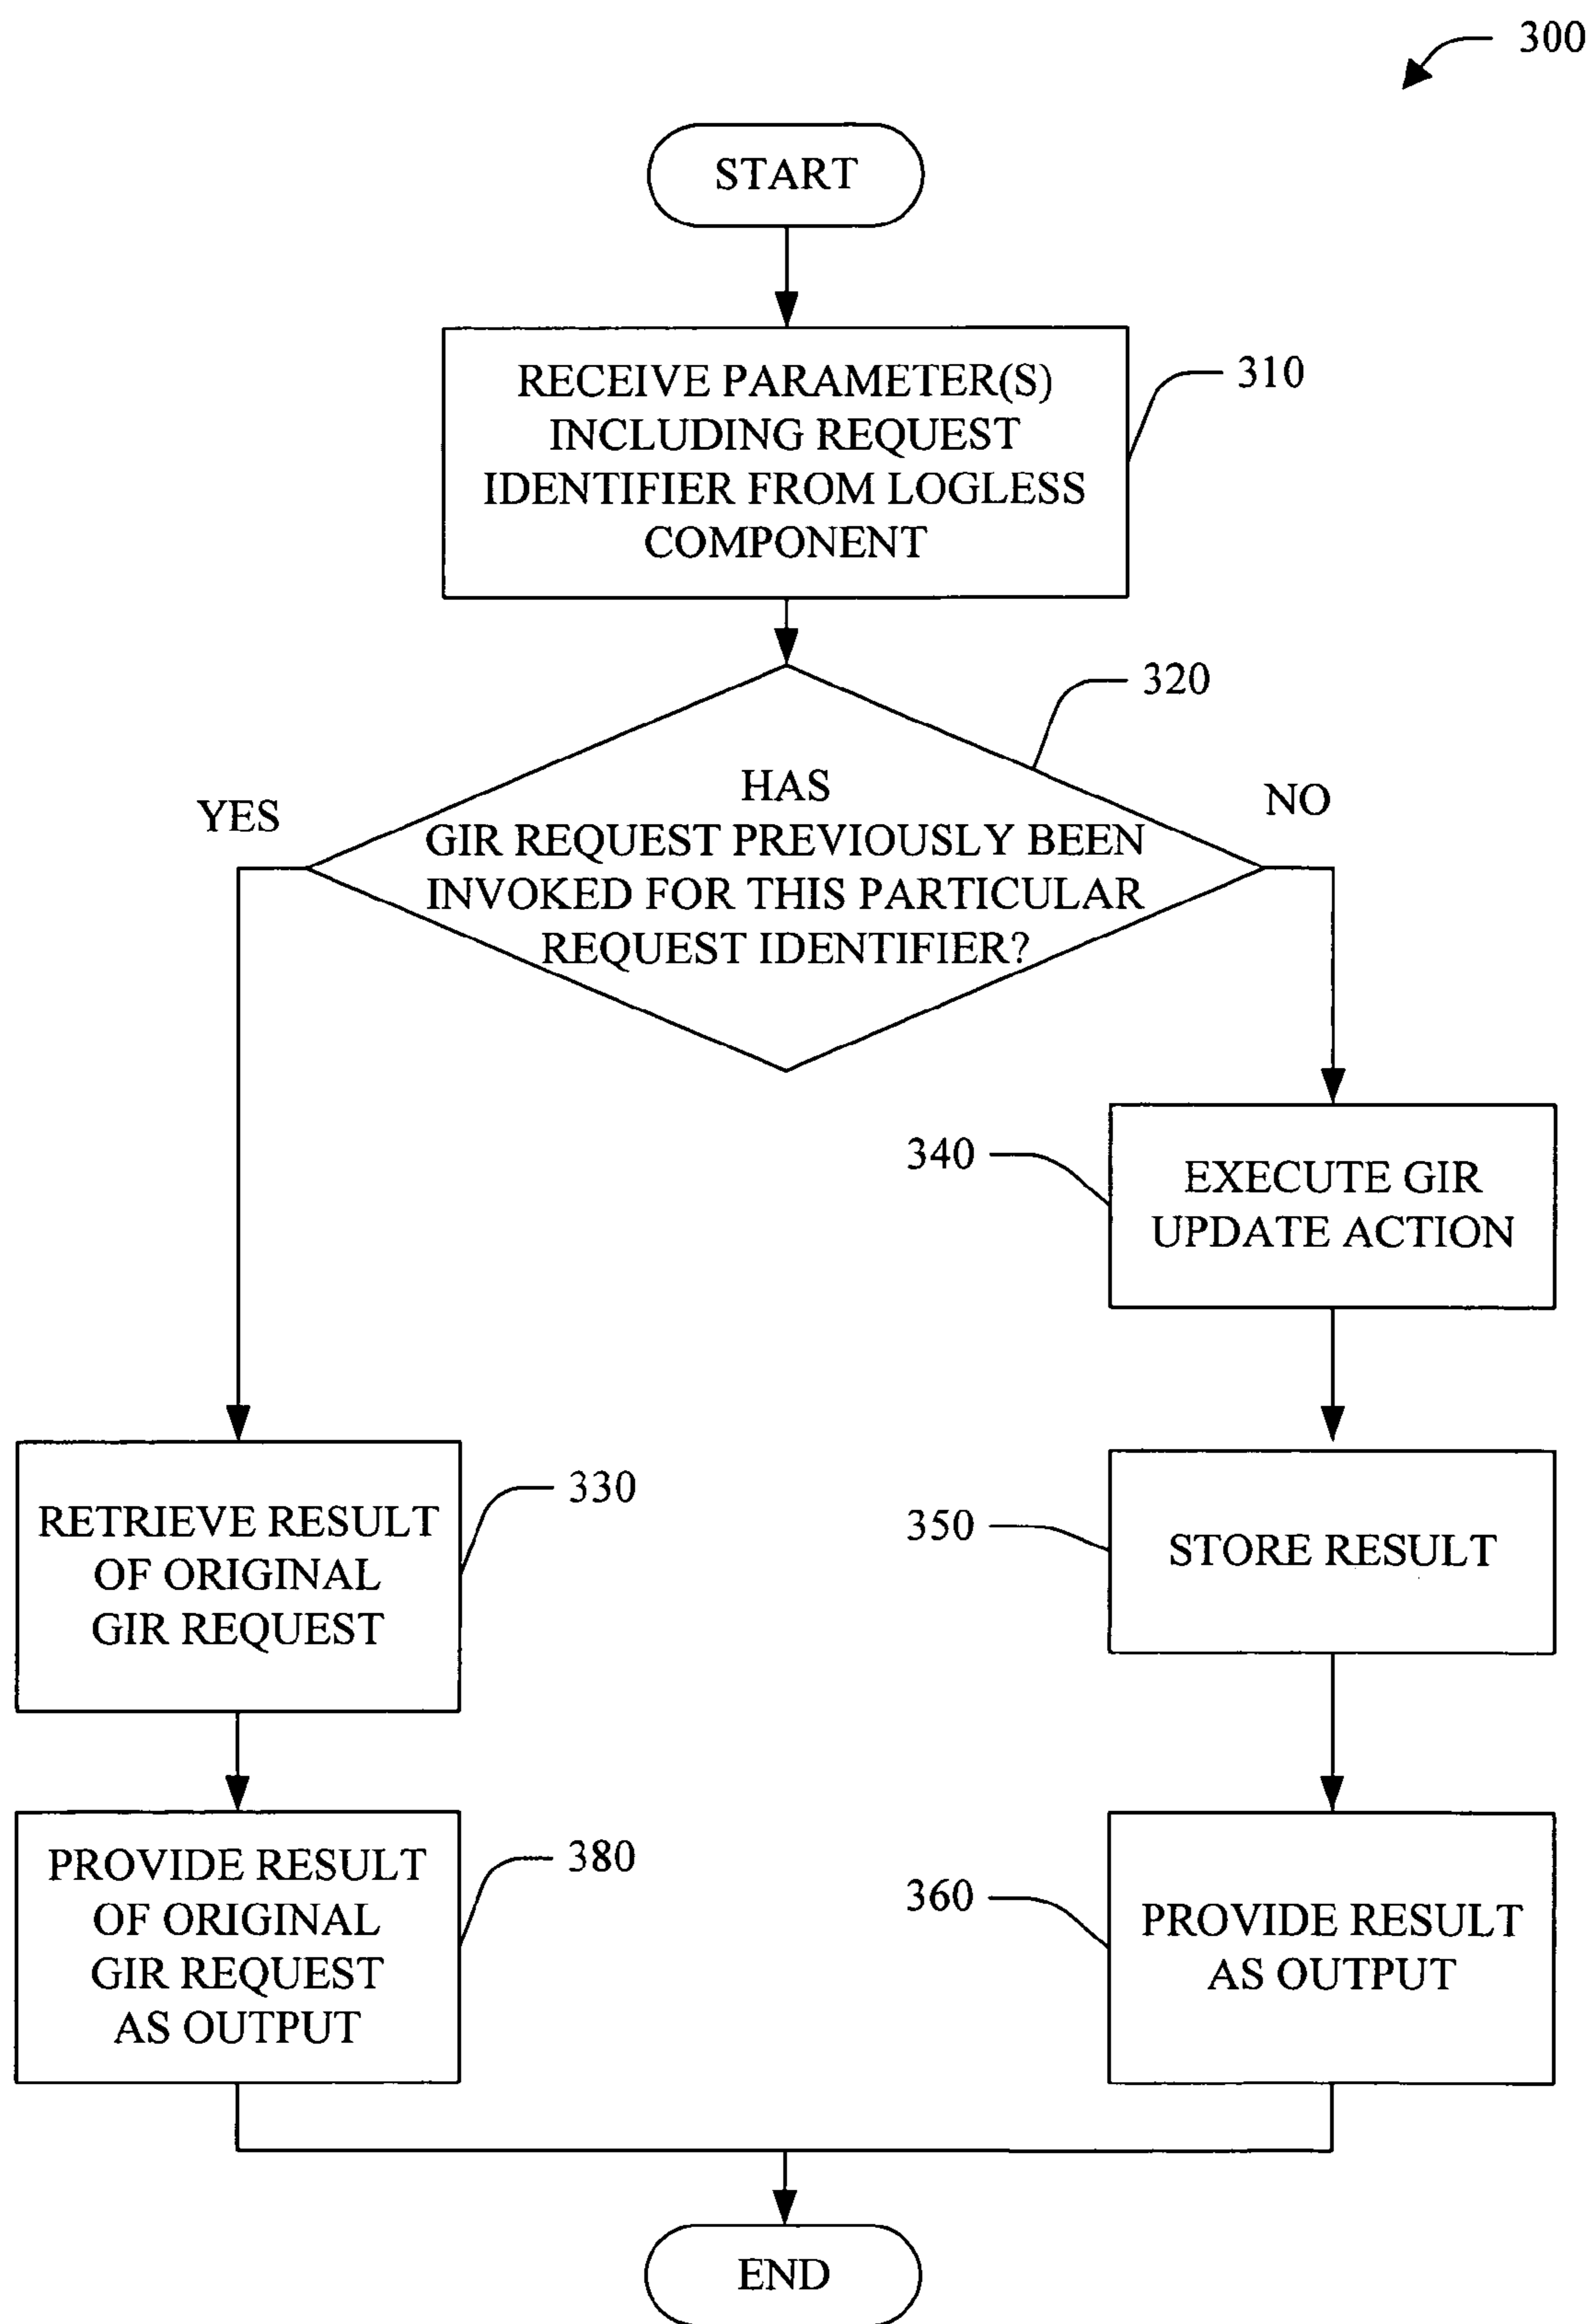 300
START
RECEIVE PARAMETER(S)
INCLUDING REQUEST
IDENTIFIER FROM LOGLESS
COMPONENT
310
320
HAS
GIR REQUEST PREVIOUSLY BEEN
INVOKED FOR THIS PARTICULAR
REQUEST IDENTIFIER?
YES
NO
340
EXECUTE GIR
UPDATE ACTION
RETRIEVE RESULT
OF ORIGINAL
GIR REQUEST
330
350
STORE RESULT
PROVIDE RESULT
OF ORIGINAL
GIR REQUEST
AS OUTPUT
380
360
PROVIDE RESULT
AS OUTPUT
END